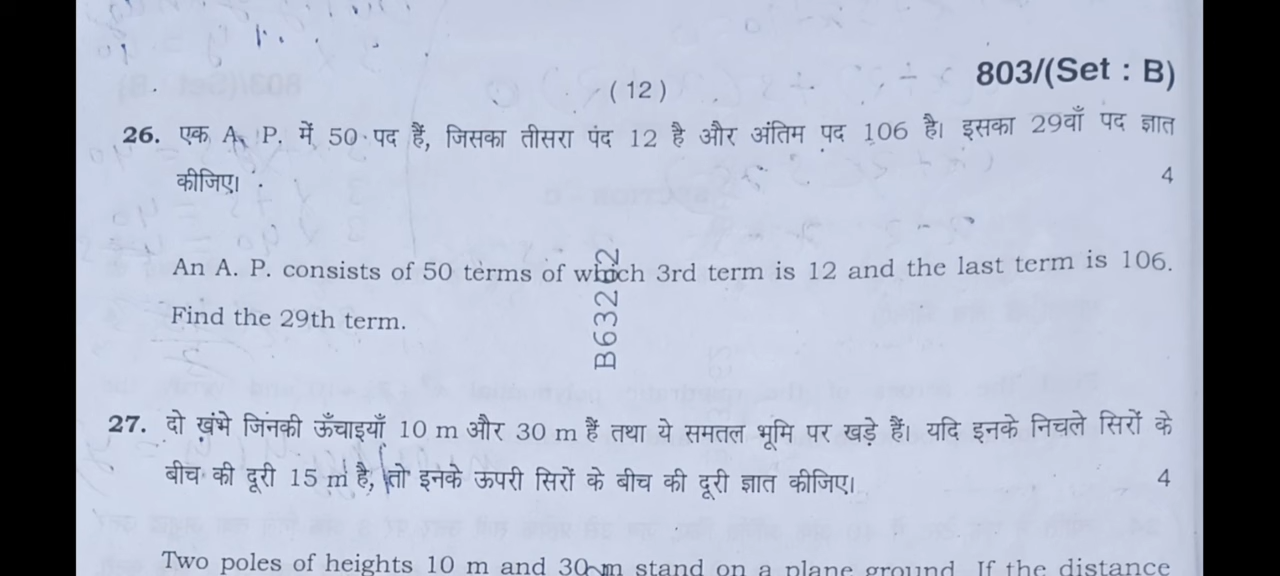 803/(Set : B)
( 12 )
26. एक A. P. में 50 पद हैं, जिसका तीसरा पद 12 है और अंतिम पद 106 है। इसका 29वाँ पद ज्ञात
कीजिए।
4
An A. P. consists of 50 terms of which 3rd term is 12 and the last term is 106.
Find the 29th term.
27. दो खंभे जिनकी ऊँचाइयाँ 10 m और 30 m हैं तथा ये समतल भूमि पर खड़े हैं। यदि इनके निचले सिरों के
बीच की दूरी 15 m है, तो इनके ऊपरी सिरों के बीच की दूरी ज्ञात कीजिए।
4
Two poles of heights 10 m and 30 m stand on a plane ground. If the distance